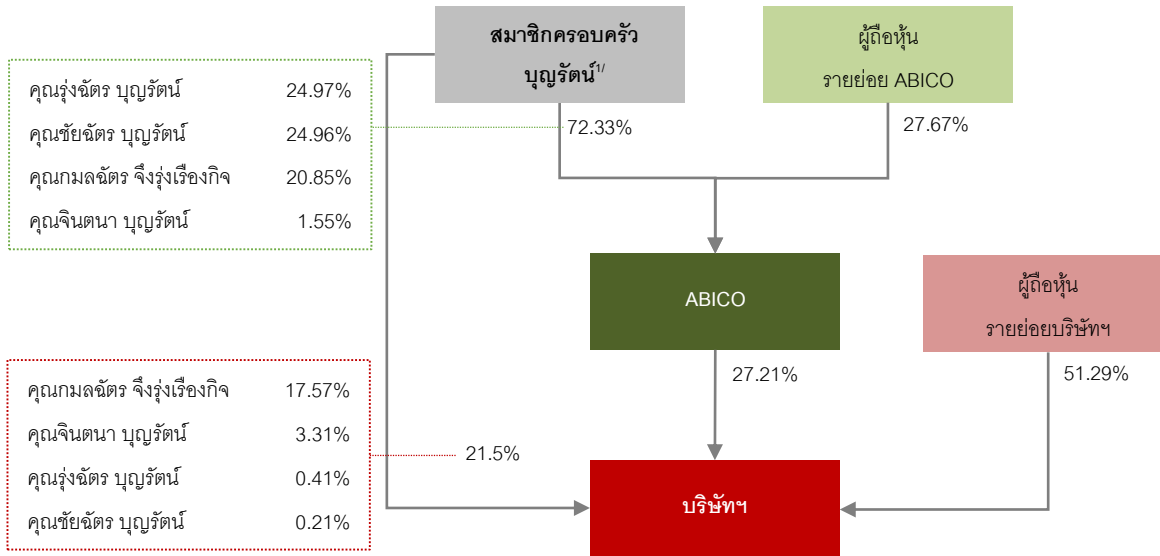 สมาชิกครอบครัว
บุญรัตน์1/
ผู้ถือหุ้น
รายย่อย ABICO
คุณรุ่งฉัตร บุญรัตน์ 24.97%
คุณชัยฉัตร บุญรัตน์ 24.96%
คุณกมลฉัตร จึงรุ่งเรืองกิจ 20.85%
คุณจินตนา บุญรัตน์ 1.55%
72.33%
27.67%
ABICO
ผู้ถือหุ้น
รายย่อยบริษัทฯ
27.21%
51.29%
คุณกมลฉัตร จึงรุ่งเรืองกิจ 17.57%
คุณจินตนา บุญรัตน์ 3.31%
คุณรุ่งฉัตร บุญรัตน์ 0.41%
คุณชัยฉัตร บุญรัตน์ 0.21%
21.5%
บริษัทฯ